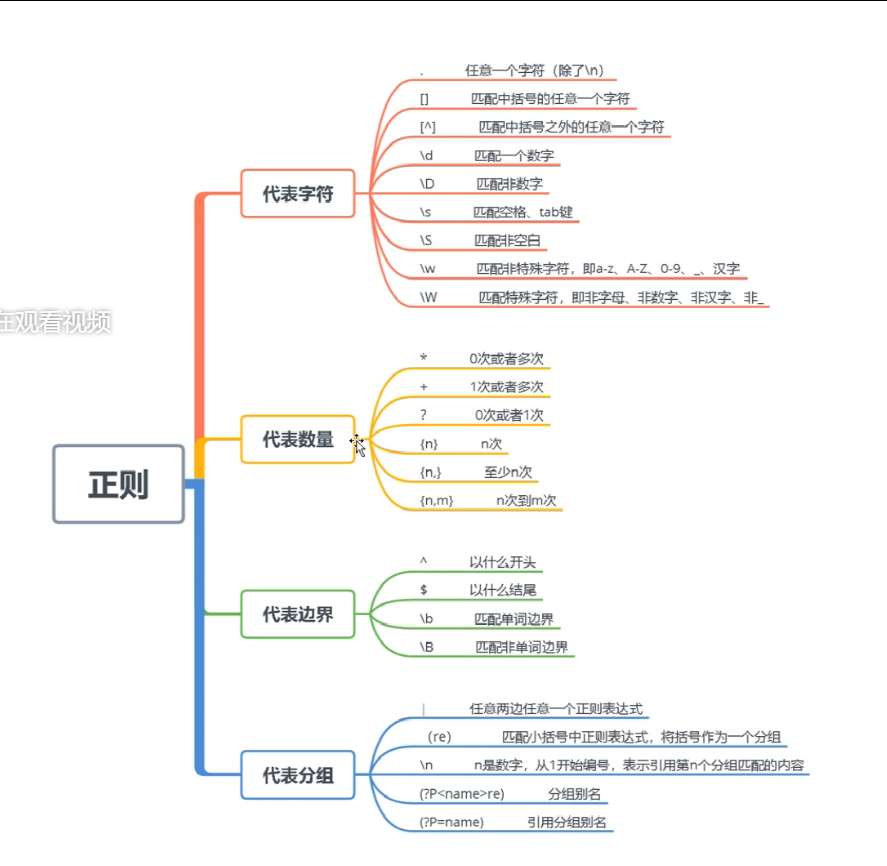 . 任意一个字符（除了\n）
[] 匹配中括号的任意一个字符
[^] 匹配中括号之外的任意一个字符
\d 匹配一个数字
代表字符
\D 匹配非数字
\s 匹配空格、tab键
\S 匹配非空白
\w 匹配非特殊字符，即a-z、A-Z、0-9、_、汉字
\W 匹配特殊字符，即非字母、非数字、非汉字、非_
在观看视频
* 0次或者多次
+ 1次或者多次
? 0次或者1次
代表数量
{n} n次
{n,} 至少n次
{n,m} n次到m次
正则
^ 以什么开头
$ 以什么结尾
代表边界
\b 匹配单词边界
\B 匹配非单词边界
| 任意两边任意一个正则表达式
(re) 匹配小括号中正则表达式，将括号作为一个分组
代表分组
\n n是数字，从1开始编号，表示引用第n个分组匹配的内容
(?P<name>re) 分组别名
(?P=name) 引用分组别名